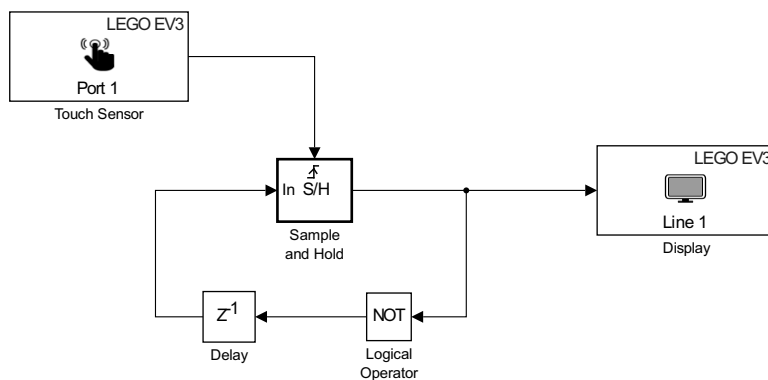 LEGO EV3
Port 1
Touch Sensor
In S/H
Sample
and Hold
LEGO EV3
Line 1
Display
Z-1
Delay
NOT
Logical
Operator